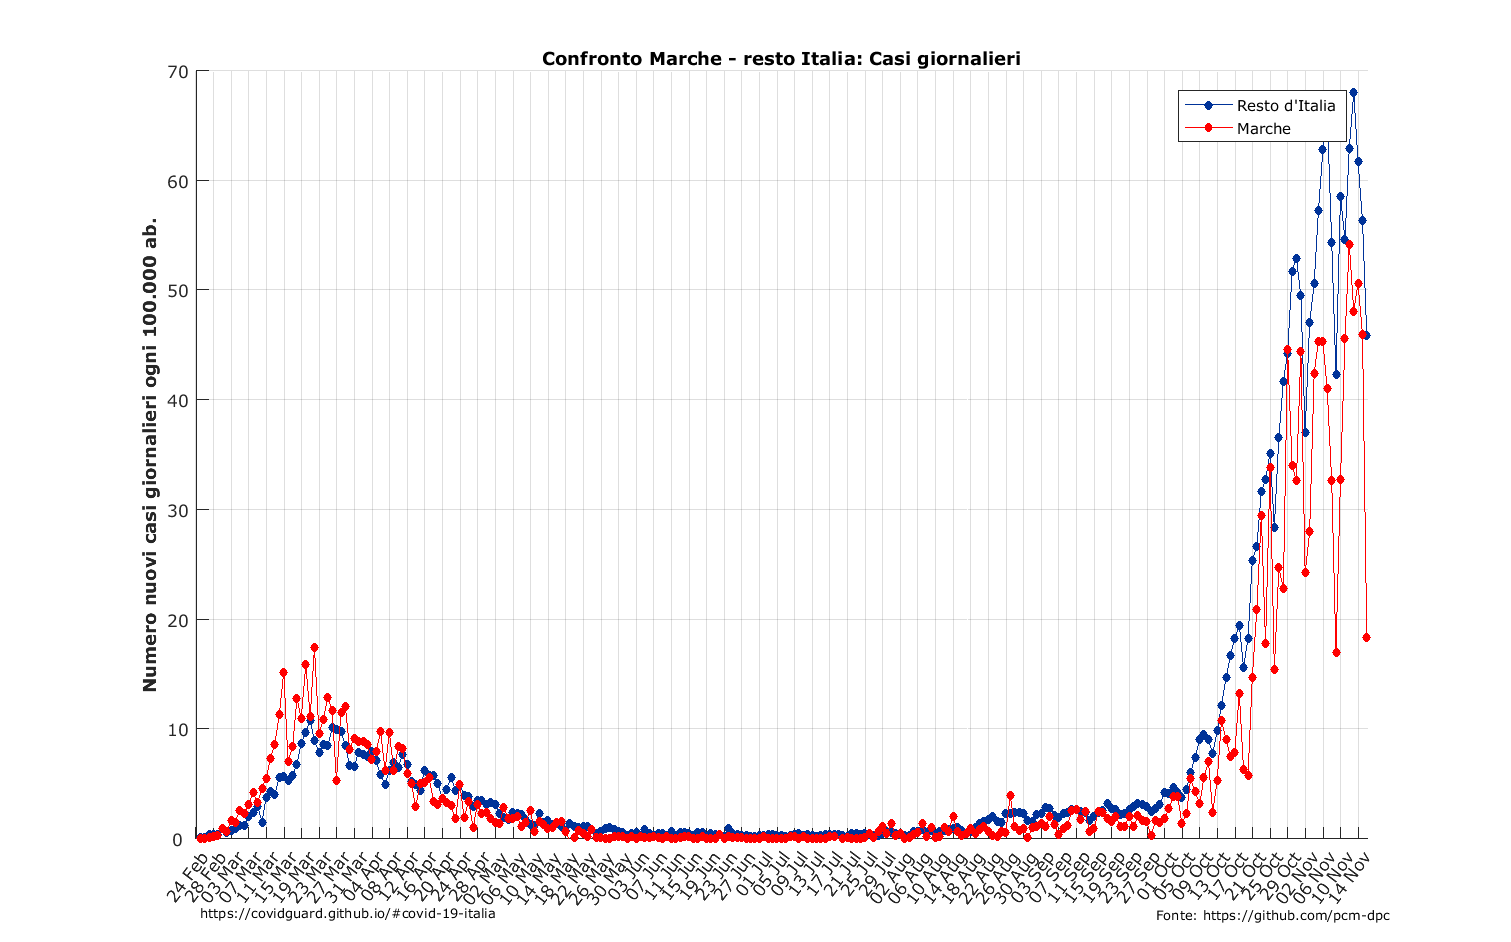 Confronto Marche - resto Italia: Casi giornalieri
Resto d'Italia
Marche
Numero nuovi casi giornalieri ogni 100.000 ab.
70
60
50
40
30
20
10
0
24 Feb
28 Feb
03 Mar
07 Mar
11 Mar
15 Mar
19 Mar
23 Mar
27 Mar
31 Mar
04 Apr
08 Apr
12 Apr
16 Apr
20 Apr
24 Apr
28 Apr
02 May
06 May
10 May
14 May
18 May
22 May
26 May
30 May
03 Jun
07 Jun
11 Jun
15 Jun
19 Jun
23 Jun
27 Jun
01 Jul
05 Jul
09 Jul
13 Jul
17 Jul
21 Jul
25 Jul
29 Jul
02 Aug
06 Aug
10 Aug
14 Aug
18 Aug
22 Aug
26 Aug
30 Aug
03 Sep
07 Sep
11 Sep
15 Sep
19 Sep
23 Sep
27 Sep
01 Oct
05 Oct
09 Oct
13 Oct
17 Oct
21 Oct
25 Oct
29 Oct
02 Nov
06 Nov
10 Nov
14 Nov
https://covidguard.github.io/#covid-19-italia
Fonte: https://github.com/pcm-dpc